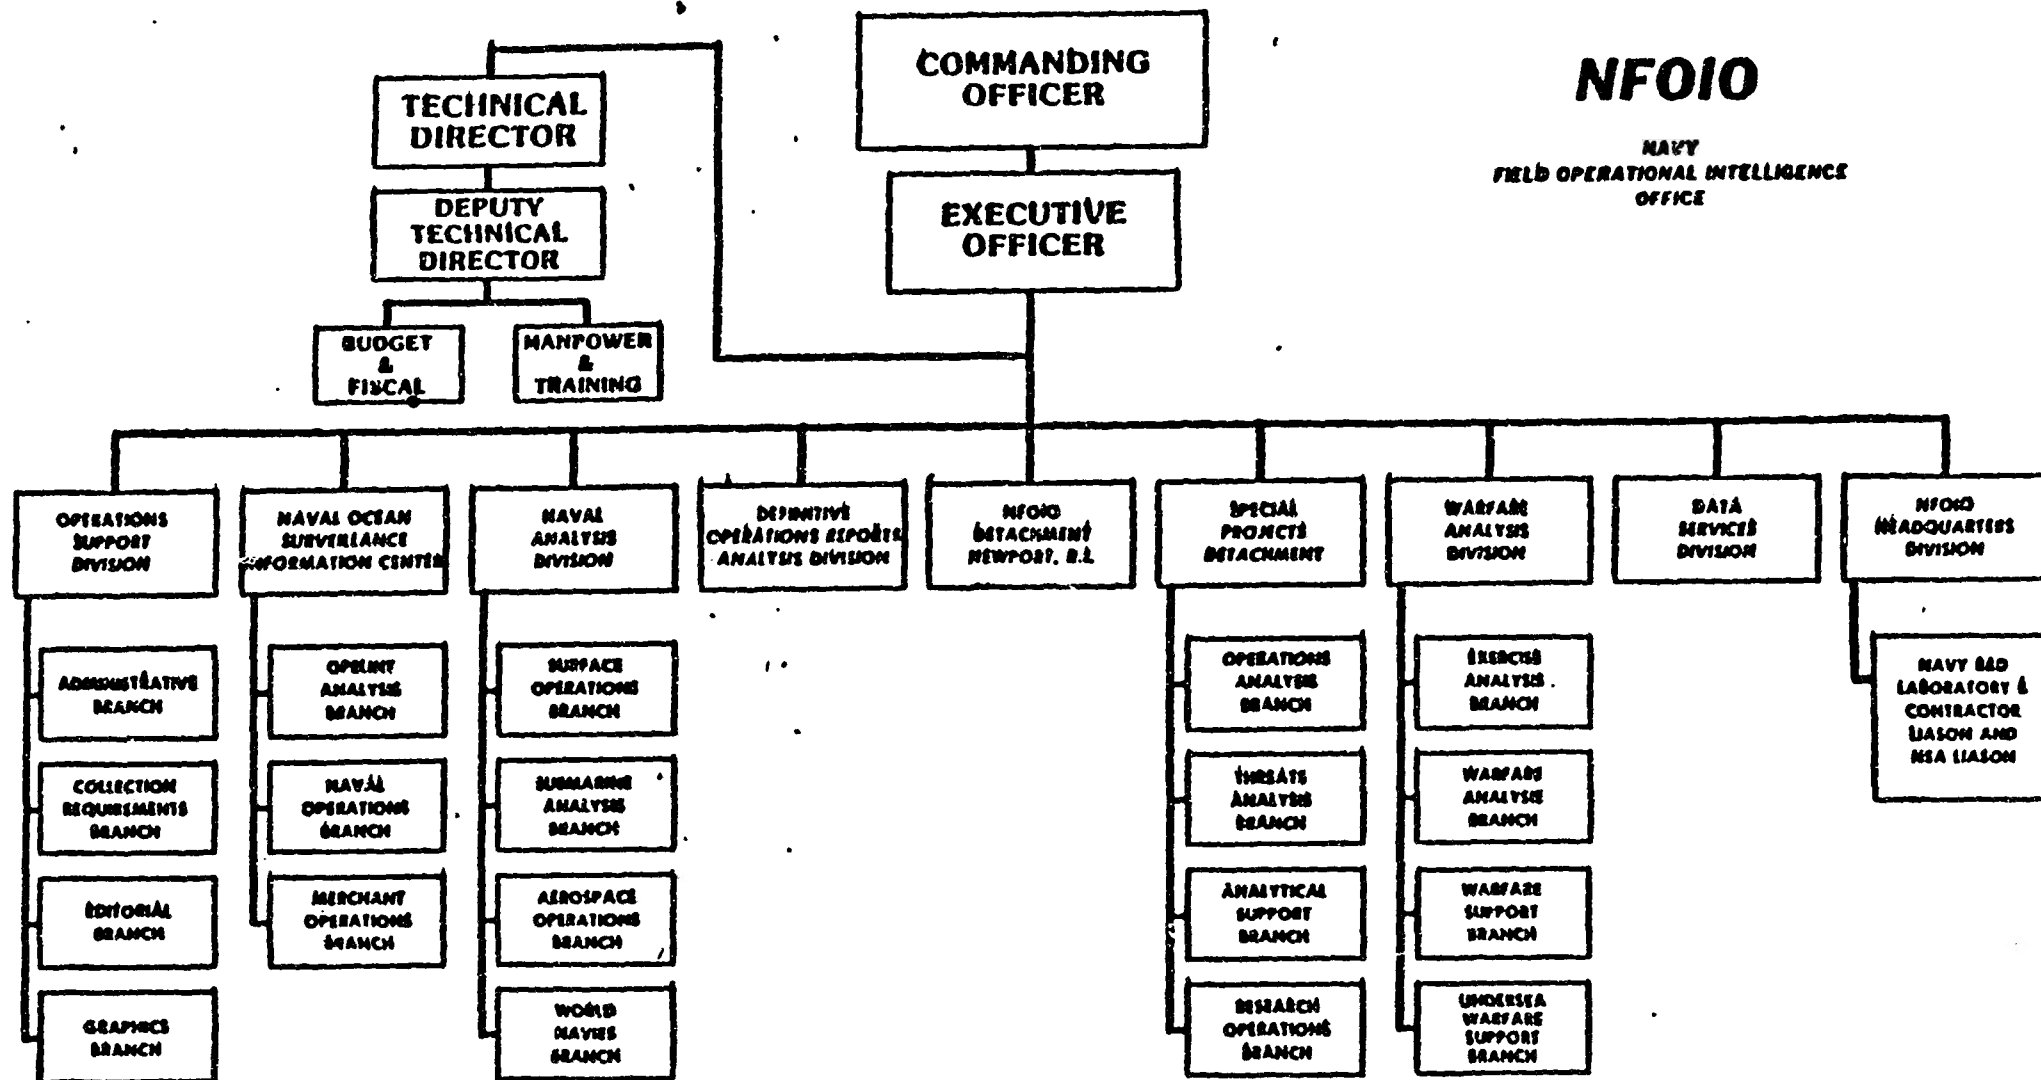 COMMANDING
OFFICER
EXECUTIVE
OFFICER
NFOIO
NAVY
FIELD OPERATIONAL INTELLIGENCE
OFFICE
TECHNICAL
DIRECTOR
DEPUTY
TECHNICAL
DIRECTOR
BUDGET
&
FISCAL
MANPOWER
&
TRAINING
OPERATIONS
SUPPORT
DIVISION
ADMINISTRATIVE
BRANCH
COLLECTION
REQUIREMENTS
BRANCH
EDITORIAL
BRANCH
GRAPHICS
BRANCH
NAVAL OCEAN
SURVEILLANCE
INFORMATION CENTER
OPELINT
ANALYSIS
BRANCH
NAVAL
OPERATIONS
BRANCH
MERCHANT
OPERATIONS
BRANCH
NAVAL
ANALYSIS
DIVISION
SURFACE
OPERATIONS
BRANCH
SUBMARINE
ANALYSIS
BRANCH
AEROSPACE
OPERATIONS
BRANCH
WORLD
NAVIES
BRANCH
DEFINITIVE
OPERATIONS REPORTS
ANALYSIS DIVISION
NFOIO
DETACHMENT
NEWPORT, R.I.
SPECIAL
PROJECTS
DETACHMENT
OPERATIONS
ANALYSIS
BRANCH
THREATS
ANALYSIS
BRANCH
ANALYTICAL
SUPPORT
BRANCH
RESEARCH
OPERATIONS
BRANCH
WARFARE
ANALYSIS
DIVISION
EXERCISE
ANALYSIS
BRANCH
WARFARE
ANALYSIS
BRANCH
WARFARE
SUPPORT
BRANCH
UNDERSEA
WARFARE
SUPPORT
BRANCH
DATA
SERVICES
DIVISION
NFOIO
HEADQUARTERS
DIVISION
NAVY R&D
LABORATORY &
CONTRACTOR
LIASON AND
NSA LIASON